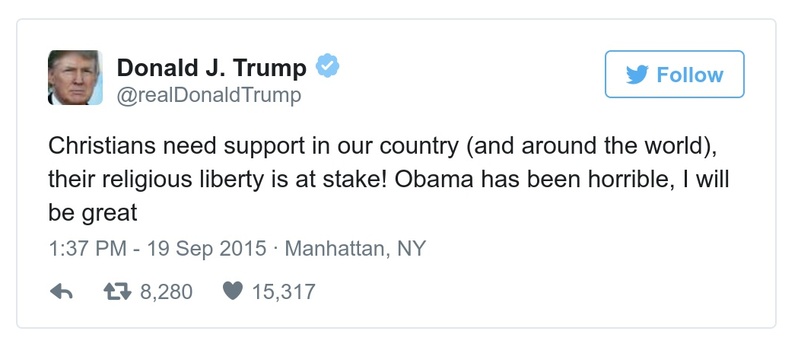 Donald J. Trump
@realDonaldTrump
Follow
Christians need support in our country (and around the world),
their religious liberty is at stake! Obama has been horrible, I will
be great
1:37 PM - 19 Sep 2015 · Manhattan, NY
8,280 15,317